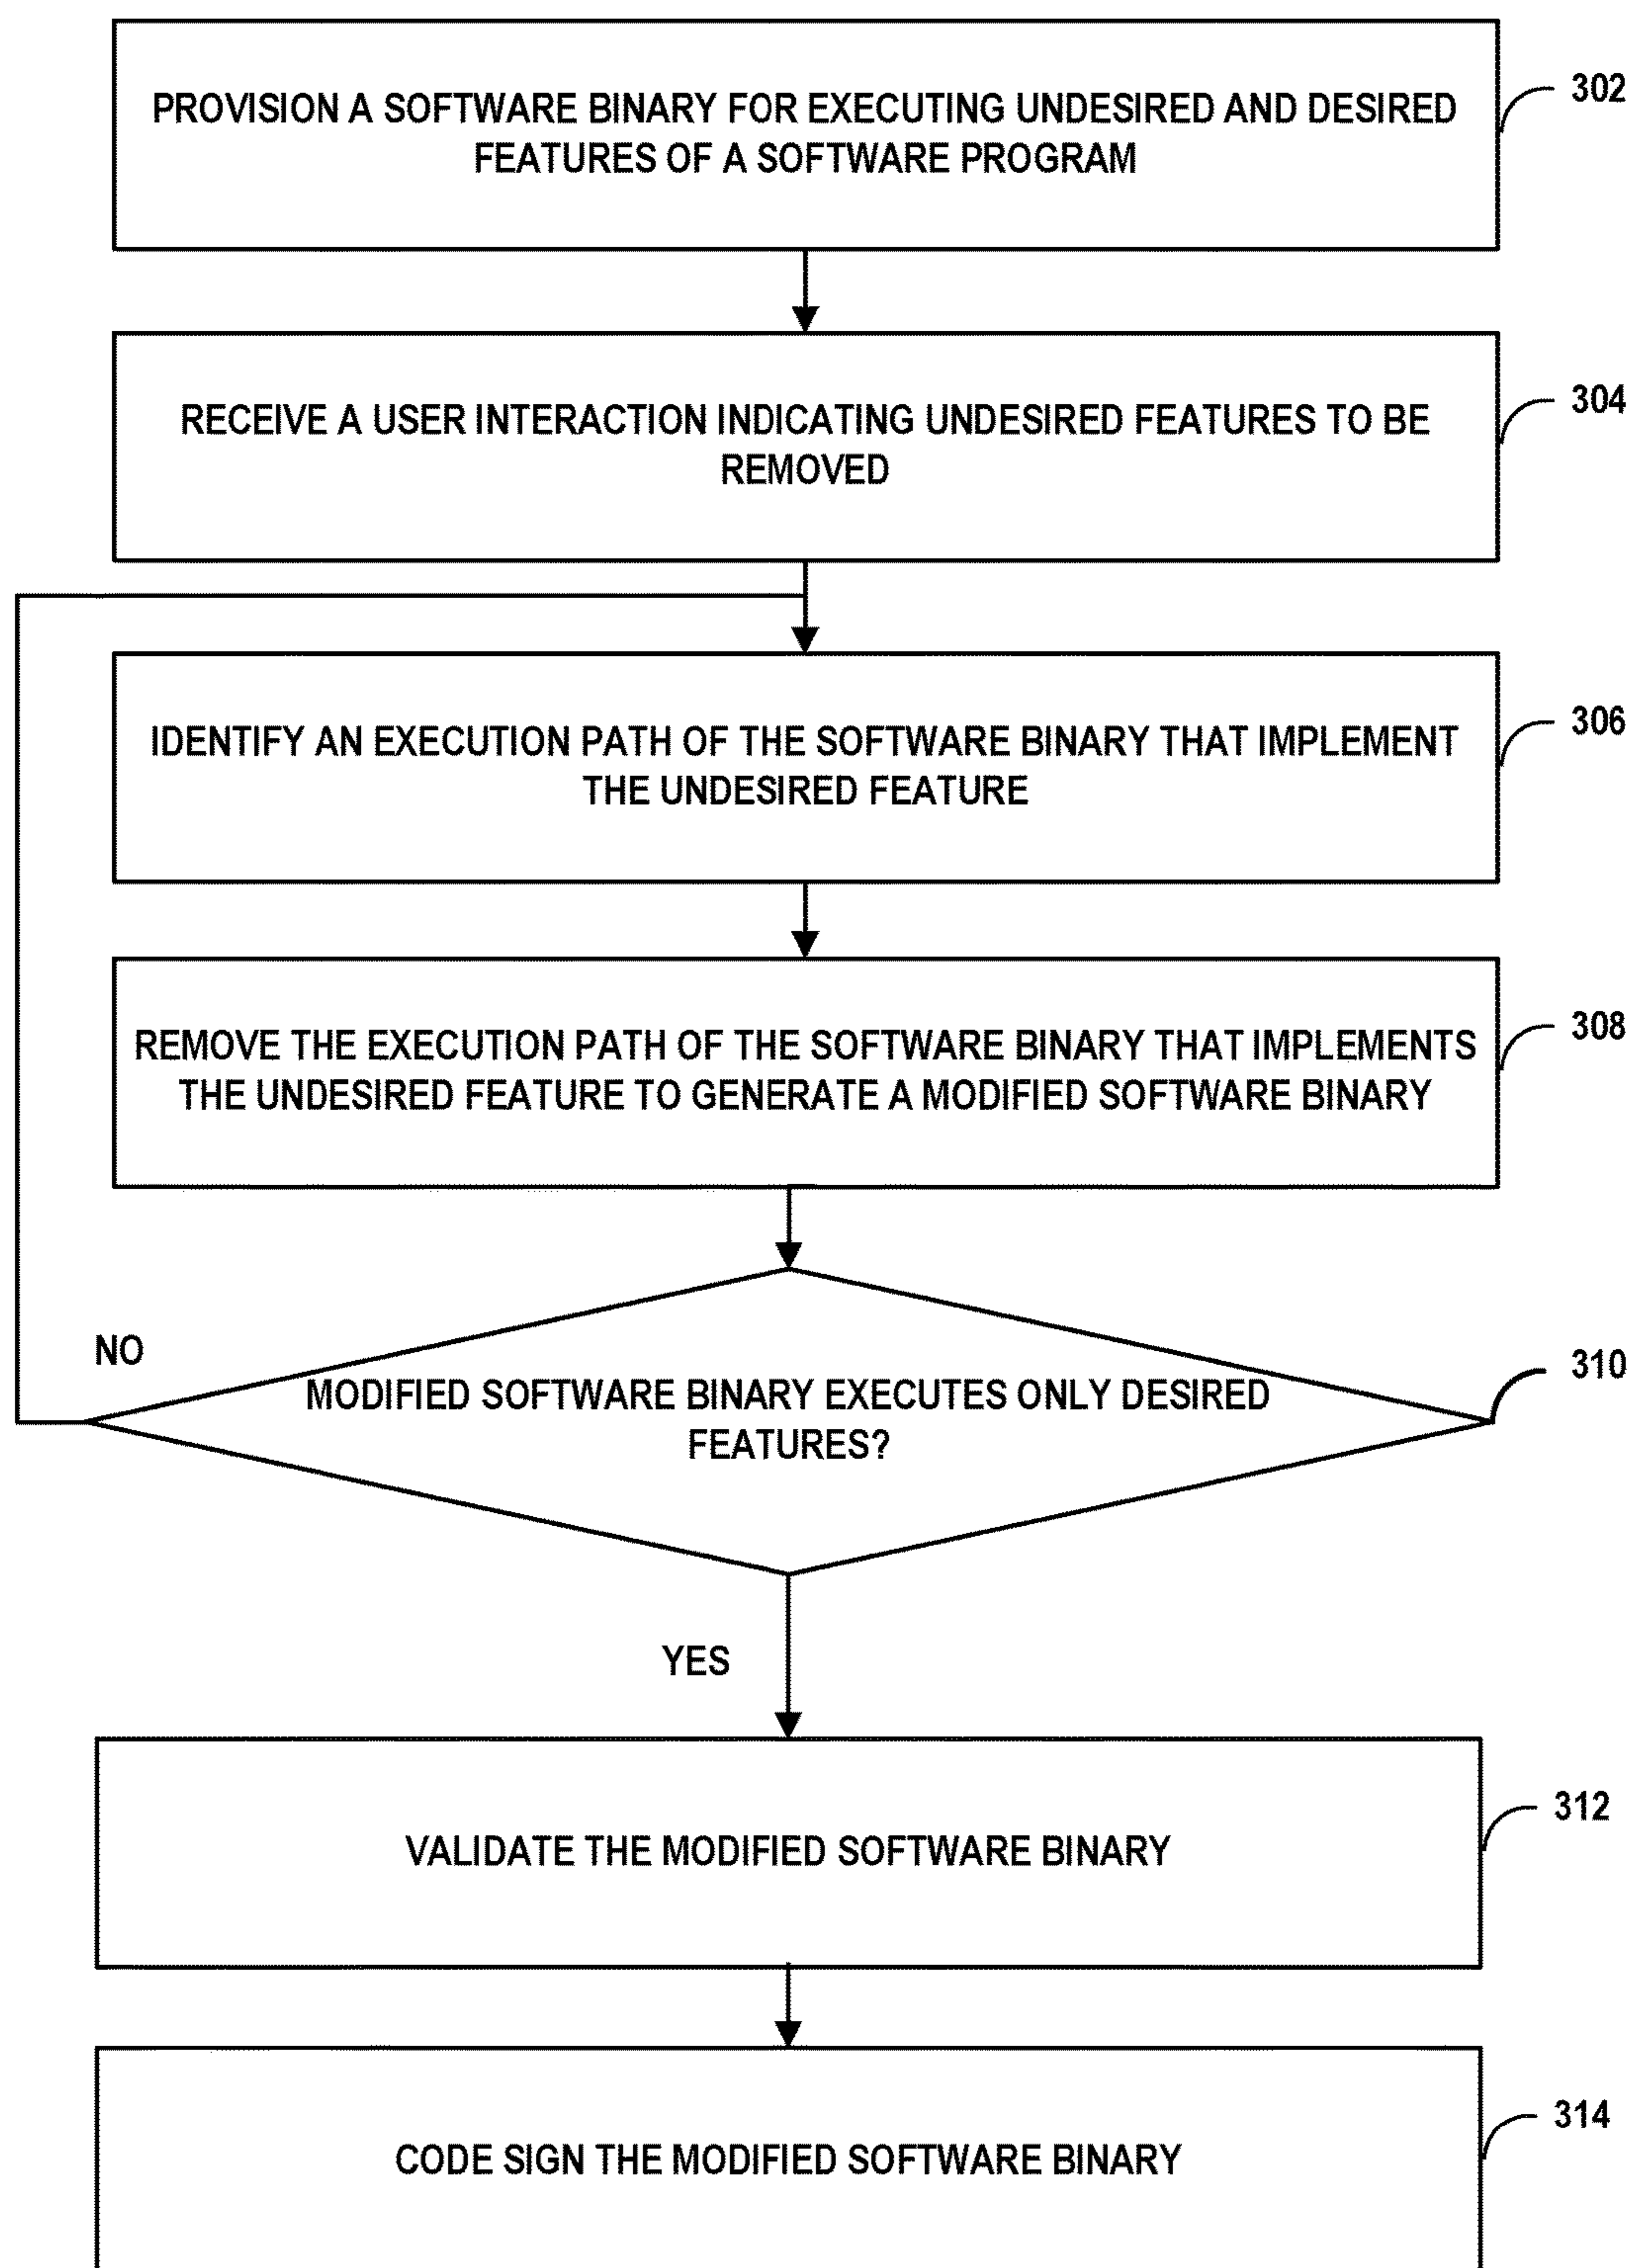 PROVISION A SOFTWARE BINARY FOR EXECUTING UNDESIRED AND DESIRED
FEATURES OF A SOFTWARE PROGRAM
302
RECEIVE A USER INTERACTION INDICATING UNDESIRED FEATURES TO BE
REMOVED
304
IDENTIFY AN EXECUTION PATH OF THE SOFTWARE BINARY THAT IMPLEMENT
THE UNDESIRED FEATURE
306
REMOVE THE EXECUTION PATH OF THE SOFTWARE BINARY THAT IMPLEMENTS
THE UNDESIRED FEATURE TO GENERATE A MODIFIED SOFTWARE BINARY
308
NO
MODIFIED SOFTWARE BINARY EXECUTES ONLY DESIRED
FEATURES?
310
YES
VALIDATE THE MODIFIED SOFTWARE BINARY
312
CODE SIGN THE MODIFIED SOFTWARE BINARY
314